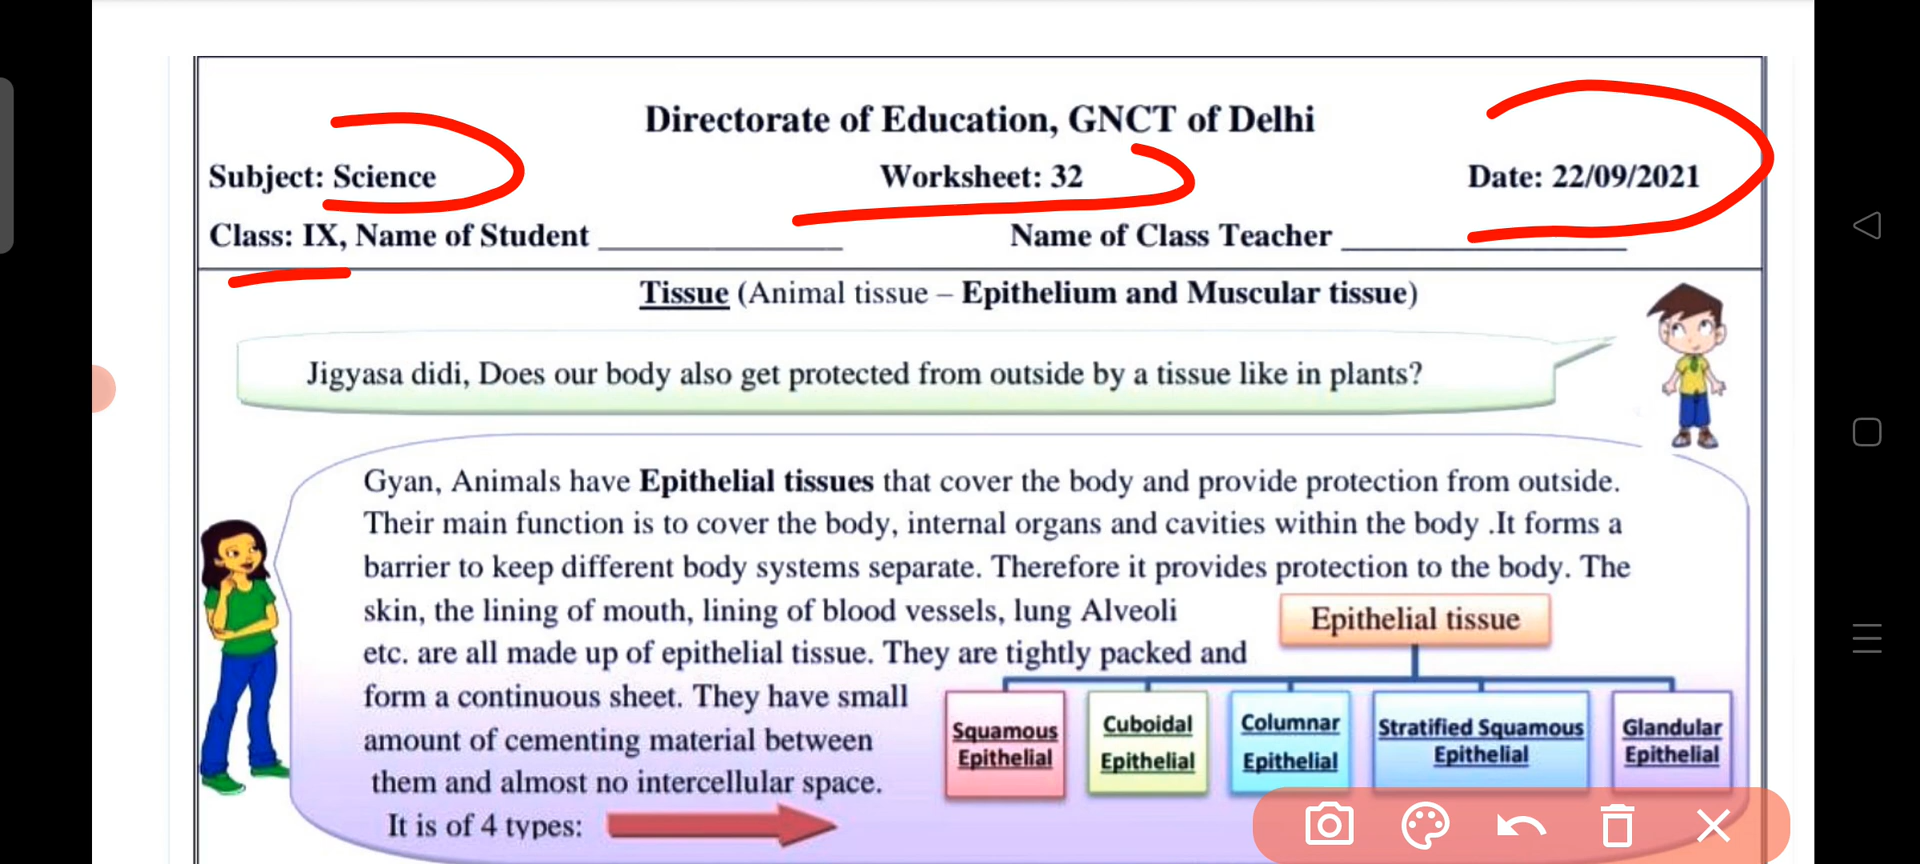 Directorate of Education, GNCT of Delhi
Subject: Science Worksheet: 32 Date: 22/09/2021
Class: IX, Name of Student ______________ Name of Class Teacher ________________
Tissue (Animal tissue – Epithelium and Muscular tissue)
Jigyasa didi, Does our body also get protected from outside by a tissue like in plants?
Gyan, Animals have Epithelial tissues that cover the body and provide protection from outside.
Their main function is to cover the body, internal organs and cavities within the body .It forms a
barrier to keep different body systems separate. Therefore it provides protection to the body. The
skin, the lining of mouth, lining of blood vessels, lung Alveoli
etc. are all made up of epithelial tissue. They are tightly packed and
form a continuous sheet. They have small
amount of cementing material between
them and almost no intercellular space.
It is of 4 types:
Epithelial tissue
Squamous
Epithelial
Cuboidal
Epithelial
Columnar
Epithelial
Stratified Squamous
Epithelial
Glandular
Epithelial